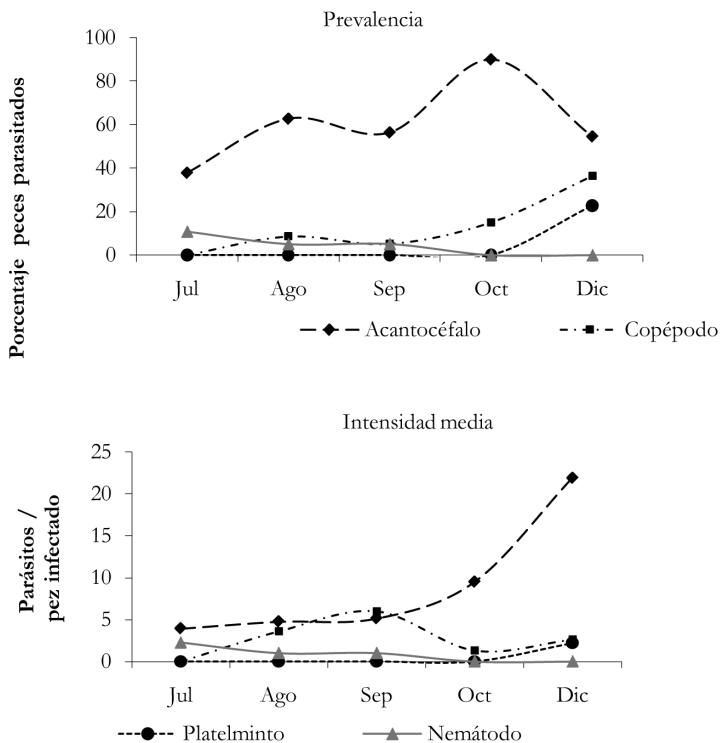 Prevalencia
Porcentaje peces parasitados
100
80
60
40
20
0
Jul Ago Sep Oct Dic
Acantocéfalo Copépodo
Intensidad media
Parásitos /
pez infectado
25
20
15
10
5
0
Jul Ago Sep Oct Dic
Platelminto Nemátodo